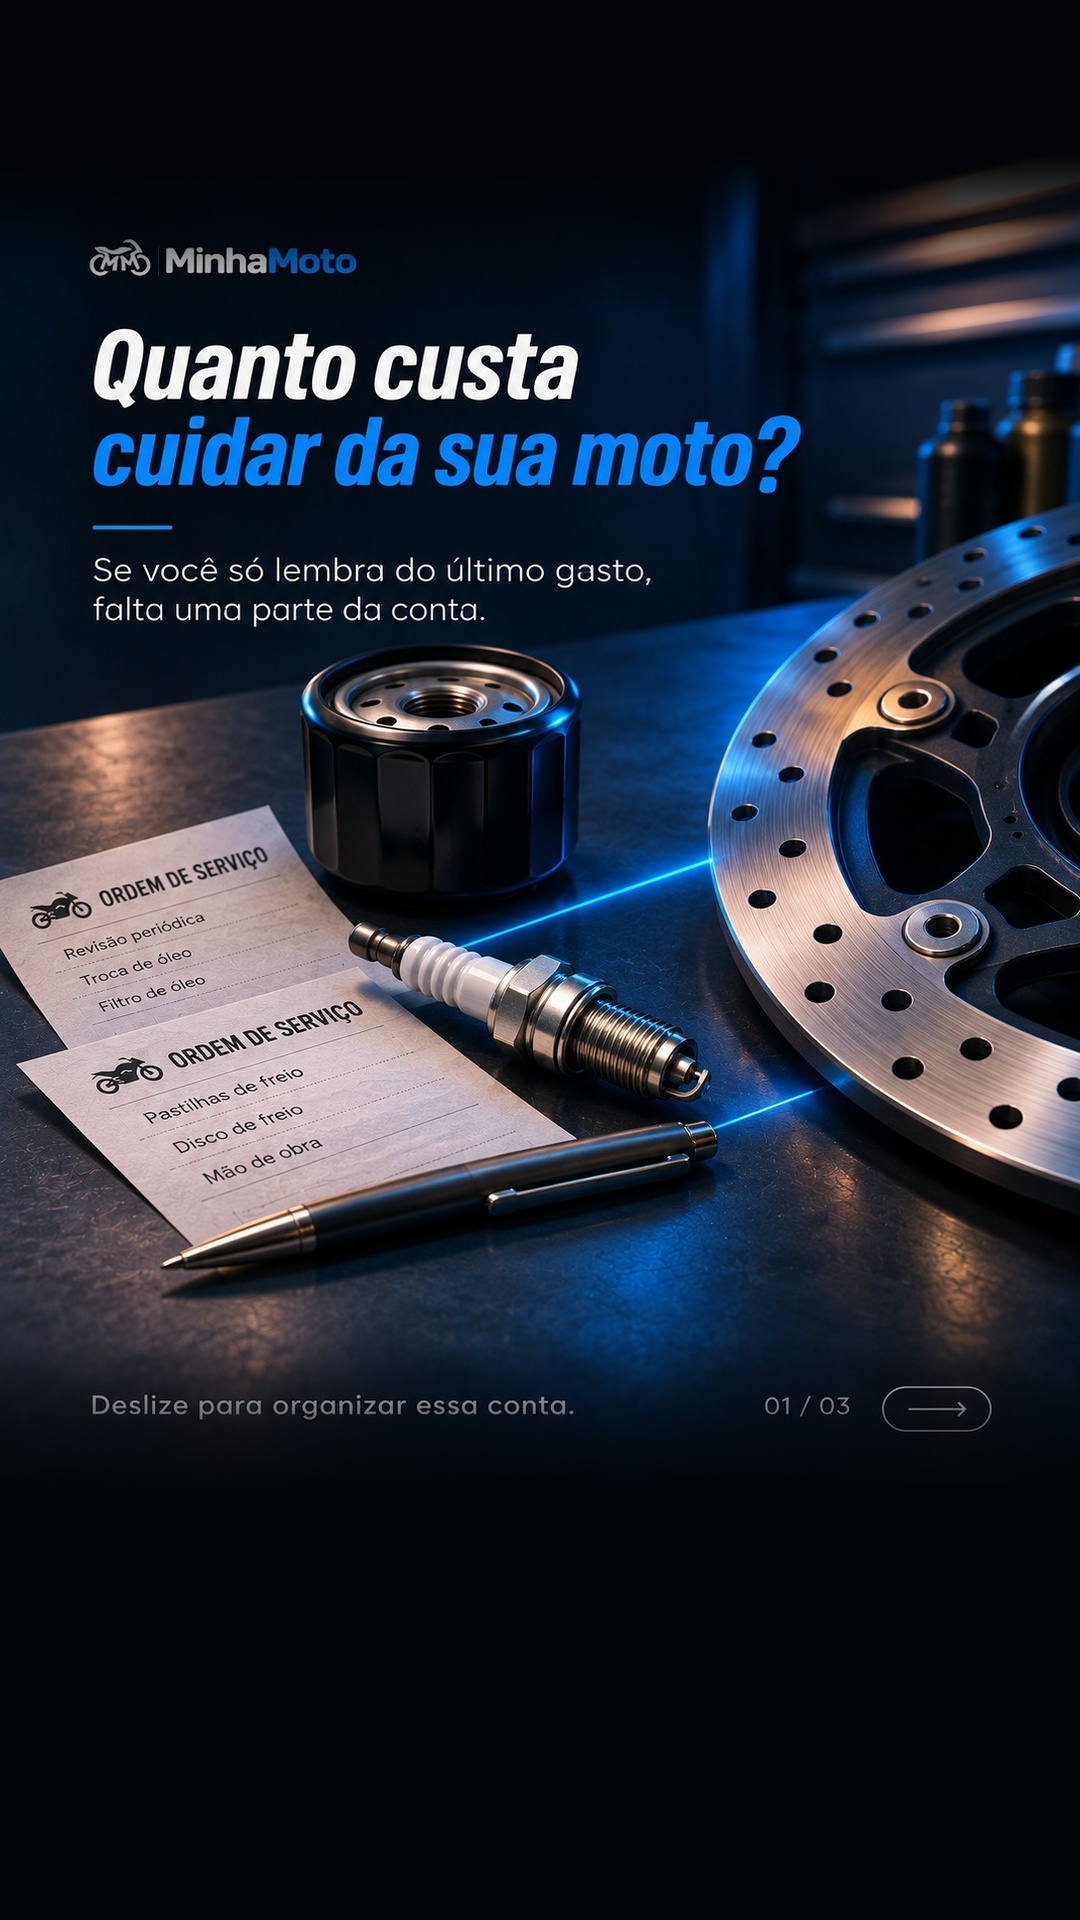 MinhaMoto
Quanto custa
cuidar da sua moto?
Se você só lembra do último gasto,
falta uma parte da conta.
ORDEM DE SERVIÇO
Revisão periódica
Troca de óleo
Filtro de óleo
ORDEM DE SERVIÇO
Pastilhas de freio
Disco de freio
Mão de obra
Deslize para organizar essa conta.
01 / 03